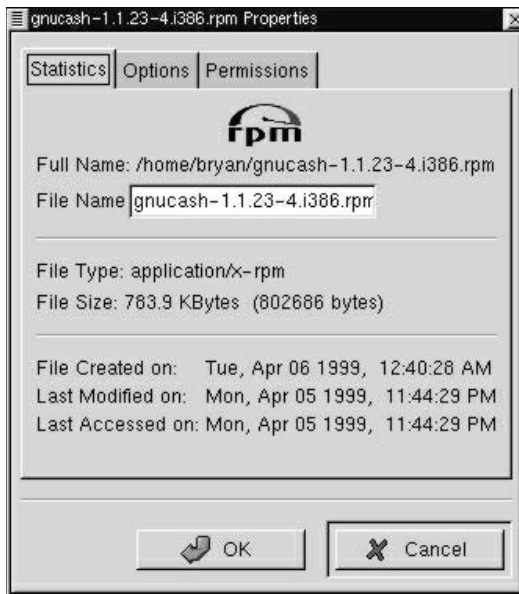 gnucash-1.1.23-4.i386.rpm Properties
Statistics Options Permissions
rpm
Full Name: /home/bryan/gnucash-1.1.23-4.i386.rpm
File Name gnucash-1.1.23-4.i386.rpm
File Type: application/x-rpm
File Size: 783.9 KBytes (802686 bytes)
File Created on: Tue, Apr 06 1999, 12:40:28 AM
Last Modified on: Mon, Apr 05 1999, 11:44:29 PM
Last Accessed on: Mon, Apr 05 1999, 11:44:29 PM
OK Cancel